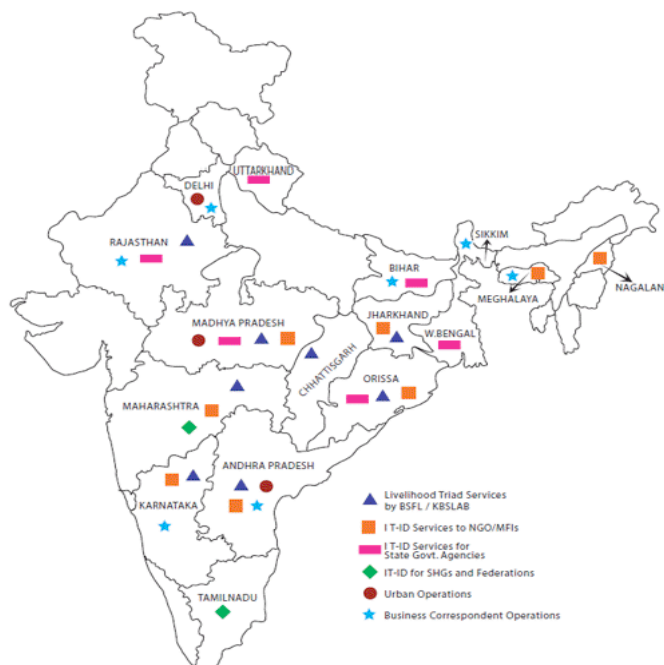 UTTARKHAND
DELHI
RAJASTHAN
SIKKIM
BIHAR
NAGALAN
MEGHALAYA
MADHYA PRADESH
JHARKHAND
W.BENGAL
CHHATTISGARH
ORISSA
MAHARASHTRA
ANDHRA PRADESH
KARNATAKA
TAMILNADU
Livelihood Triad Services
by BSFL / KBSLAB
I T-ID Services to NGO/MFIs
I T-ID Services for
State Govt. Agencies
IT-ID for SHGs and Federations
Urban Operations
Business Correspondent Operations